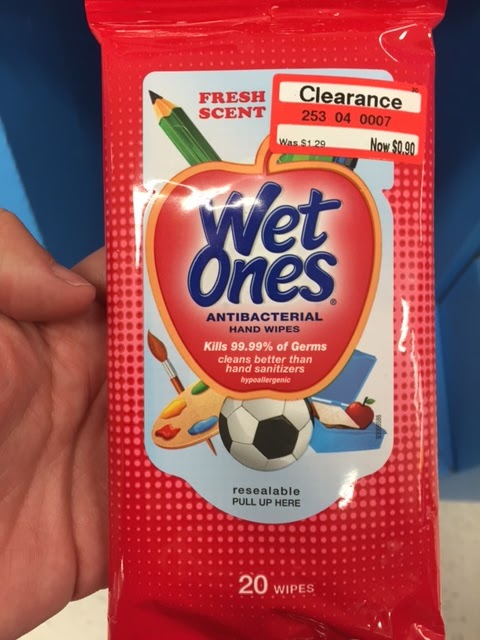 FRESH
SCENT
Clearance
253 04 0007
Was $1.29 Now $0.90
Wet
Ones®
ANTIBACTERIAL
HAND WIPES
Kills 99.99% of Germs
cleans better than
hand sanitizers
hypoallergenic
resealable
PULL UP HERE
20 WIPES